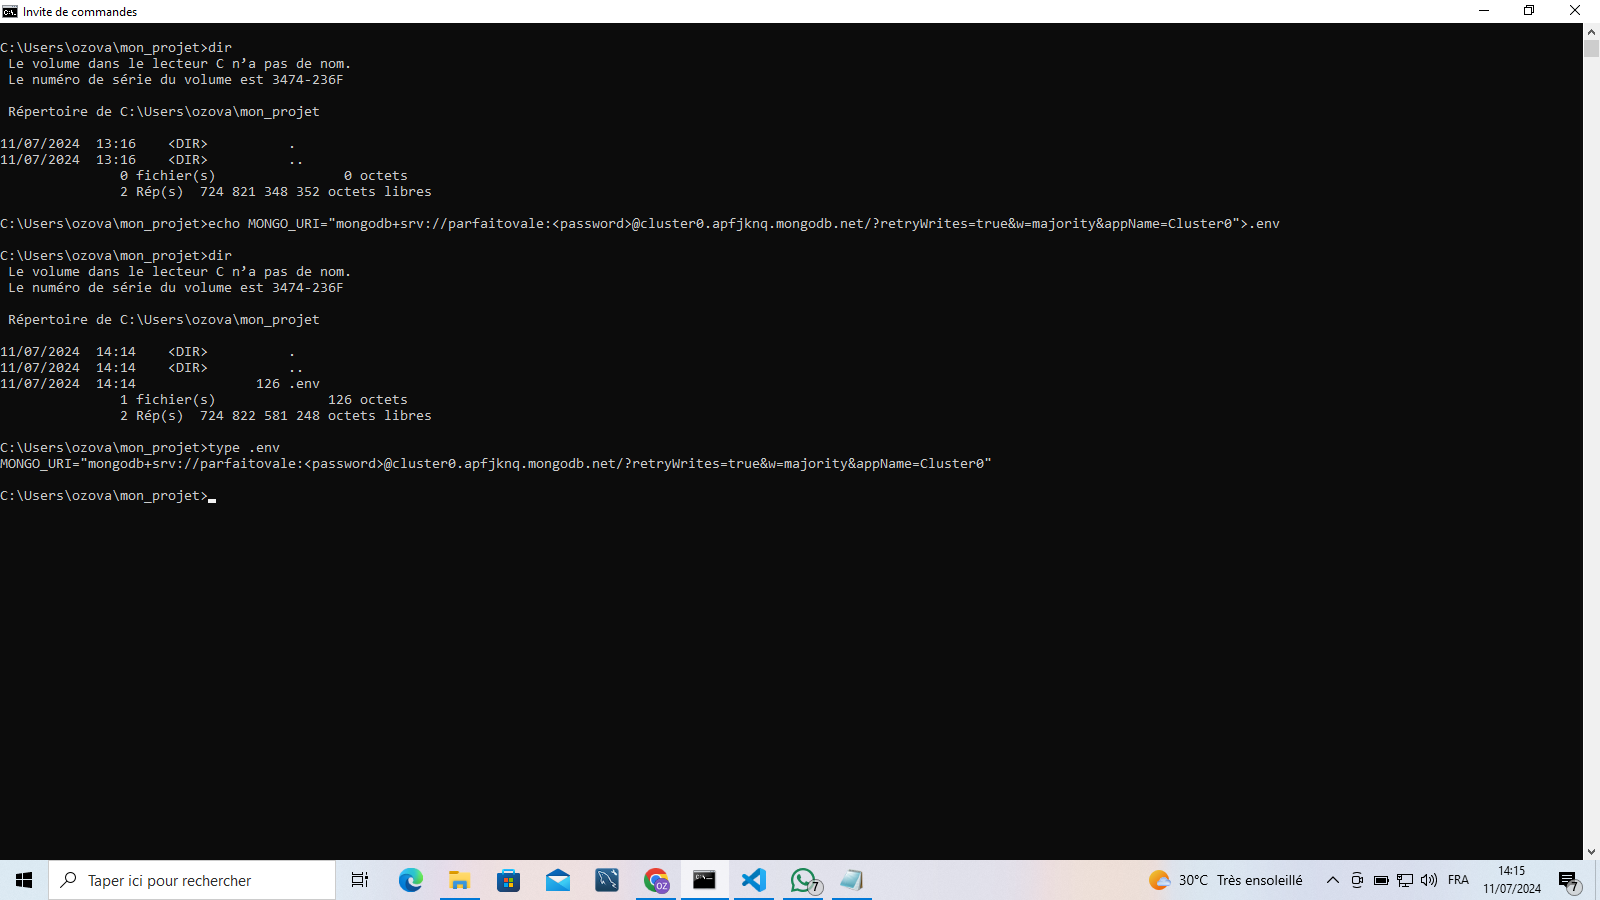 Invite de commandes
C:\Users\ozova\mon_projet>dir
Le volume dans le lecteur C n’a pas de nom.
Le numéro de série du volume est 3474-236F
Répertoire de C:\Users\ozova\mon_projet
11/07/2024  13:16    <DIR>          .
11/07/2024  13:16    <DIR>          ..
0 fichier(s)                0 octets
2 Rép(s)  724 821 348 352 octets libres
C:\Users\ozova\mon_projet>echo MONGO_URI="mongodb+srv://parfaitovale:<password>@cluster0.apfjknq.mongodb.net/?retryWrites=true&w=majority&appName=Cluster0">.env
C:\Users\ozova\mon_projet>dir
Le volume dans le lecteur C n’a pas de nom.
Le numéro de série du volume est 3474-236F
Répertoire de C:\Users\ozova\mon_projet
11/07/2024  14:14    <DIR>          .
11/07/2024  14:14    <DIR>          ..
11/07/2024  14:14               126 .env
1 fichier(s)              126 octets
2 Rép(s)  724 822 581 248 octets libres
C:\Users\ozova\mon_projet>type .env
MONGO_URI="mongodb+srv://parfaitovale:<password>@cluster0.apfjknq.mongodb.net/?retryWrites=true&w=majority&appName=Cluster0"
C:\Users\ozova\mon_projet>
Taper ici pour rechercher
OZ
7
30°C Très ensoleillé
FRA
14:15
11/07/2024
7